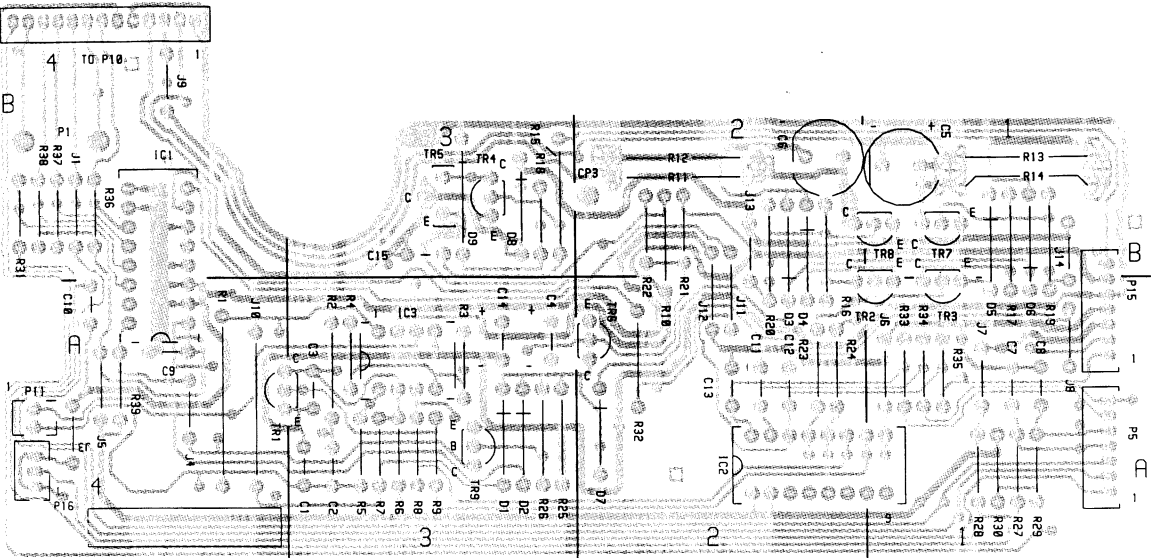 4
TO P10
1
J9
B
P1
R38
R37
J1
IC1
R36
R31
3
TR5
TR4
C
R15
R18
C
E
E
D9
D8
C15
CP3
2
R12
R11
C6
-
+
C5
1
R13
R14
J13
C
E
C
E
TR8
TR7
C
E
C
E
TR2
TR3
J14
B
P15
1
C10
A
R1
J10
R2
R4
IC3
R3
C14
C4
E
TR6
C
R22
R21
R10
J12
J11
R20
D3
D4
R16
J6
R33
R34
D5
R17
D6
R19
J7
C7
C8
C11
C12
R23
R24
R35
J8
C9
C3
C
E
TR1
1
P11
R39
J5
J3
P16
4
J4
C13
R32
E
B
C
TR9
IC2
P5
A
1
C1
C2
R5
R7
R6
R8
R9
D1
D2
R26
R25
D7
3
2
1
R28
R30
R27
R29